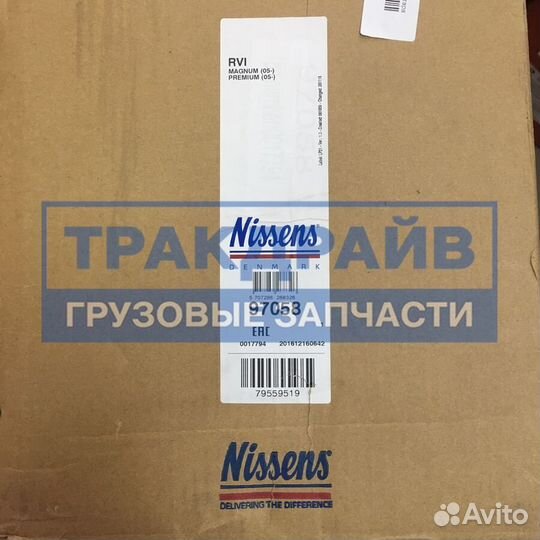 RVI
MAGNUM (05-)
PREMIUM (05-)
ТРАКДРАЙВ
Nissens
DENMARK
97053
ГРУЗОВЫЕ ЗАПЧАСТИ
EAC
0017794 201612160642
79559519
Nissens
DELIVERING THE DIFFERENCE
Avito